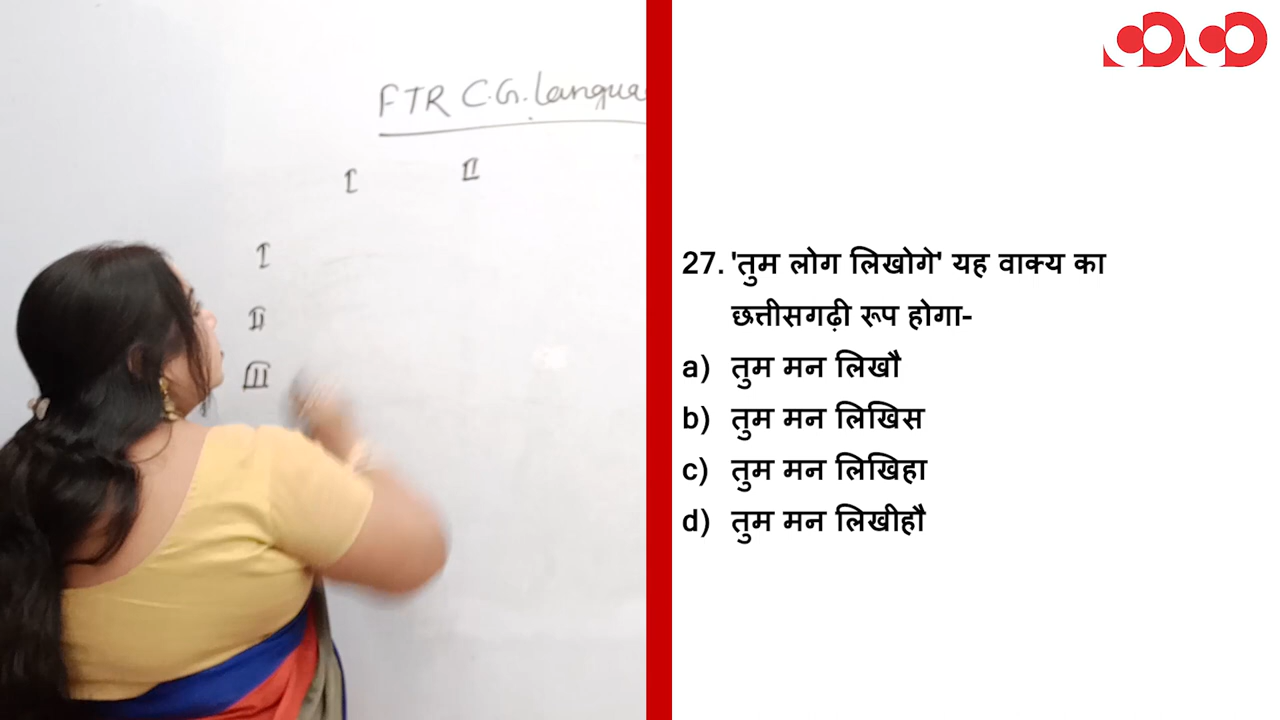 FTR C.G. langua
I II
I
II
III
27. 'तुम लोग लिखोगे' यह वाक्य का
छत्तीसगढ़ी रूप होगा-
a) तुम मन लिखौ
b) तुम मन लिखिस
c) तुम मन लिखिहा
d) तुम मन लिखीहौ